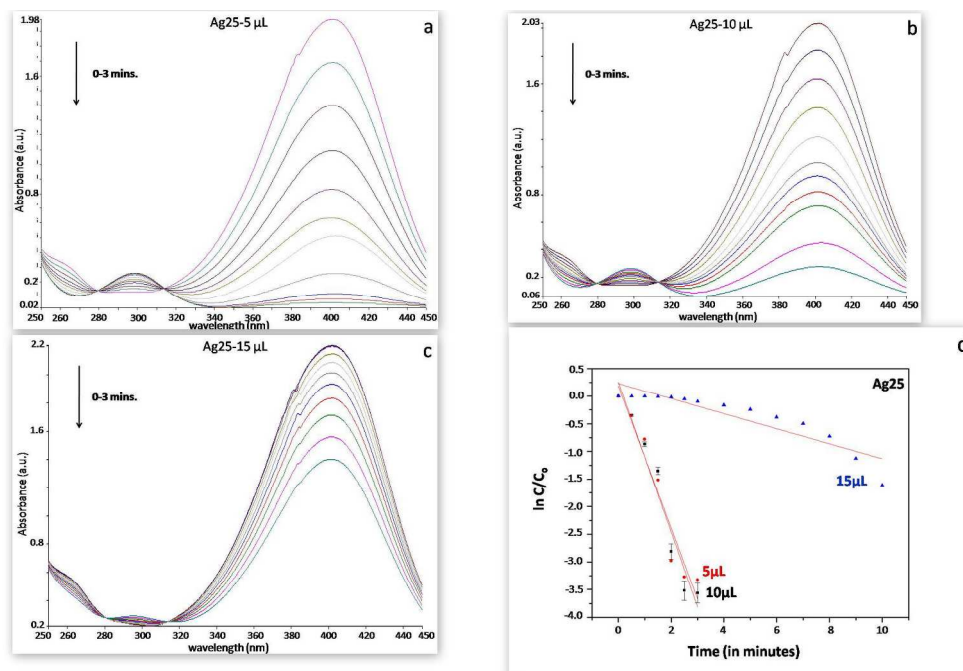 Ag25-5 μL
a
1.98
1.6
0.8
0.2
0.02
0-3 mins.
Absorbance (a.u.)
250 260 280 300 320 340 360 380 400 420 440 450
wavelength (nm)
Ag25-10 μL
b
2.03
1.6
0.8
0.2
0.06
0-3 mins.
Absorbance (a.u.)
250 260 280 300 320 340 360 380 400 420 440 450
wavelength (nm)
Ag25-15 μL
c
2.2
1.6
0.8
0.2
0-3 mins.
Absorbance (a.u.)
250 260 280 300 320 340 360 380 400 420 440 450
wavelength (nm)
Ag25
0.5
0.0
-0.5
-1.0
-1.5
-2.0
-2.5
-3.0
-3.5
-4.0
ln C/Co
15μL
5μL
10μL
0 2 4 6 8 10
Time (in minutes)